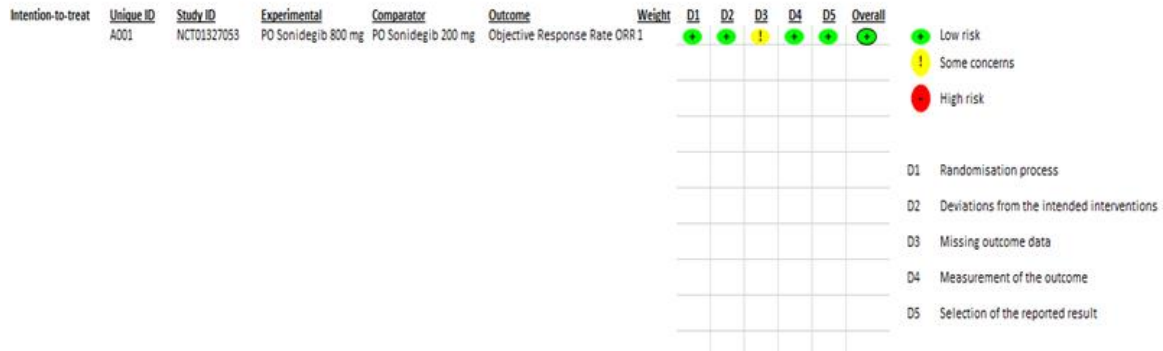 Intention-to-treat Unique ID Study ID Experimental Comparator Outcome Weight D1 D2 D3 D4 D5 Overall
A001 NCT01327053 PO Sonidegib 800 mg PO Sonidegib 200 mg Objective Response Rate ORR 1 + + ! + + +
+ Low risk
! Some concerns
- High risk
D1 Randomisation process
D2 Deviations from the intended interventions
D3 Missing outcome data
D4 Measurement of the outcome
D5 Selection of the reported result